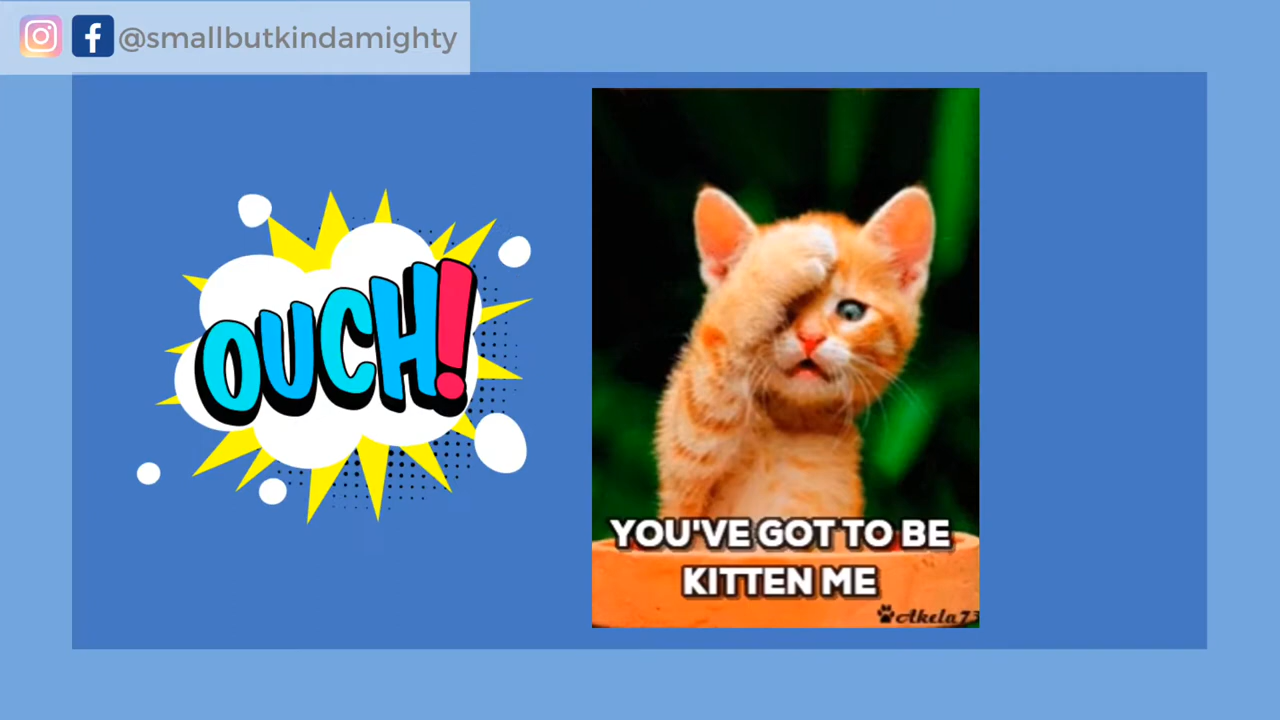 @smallbutkindamighty
OUCH!
YOU'VE GOT TO BE
KITTEN ME
Akela73